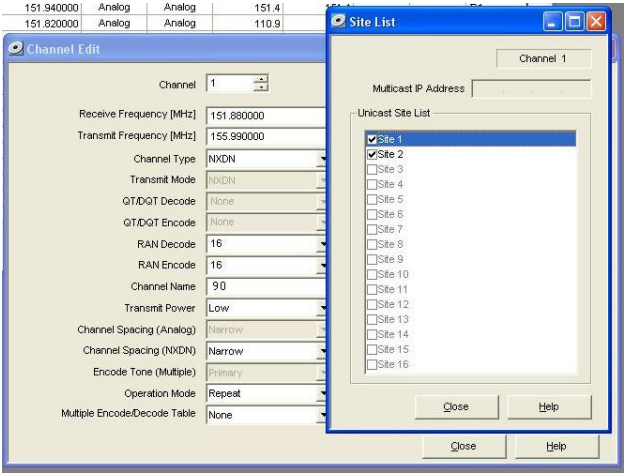 151.940000 Analog Analog 151.4
151.820000 Analog Analog 110.9
Channel Edit
Channel 1
Receive Frequency [MHz] 151.880000
Transmit Frequency [MHz] 155.990000
Channel Type NXDN
Transmit Mode NXDN
QT/DQT Decode None
QT/DQT Encode None
RAN Decode 16
RAN Encode 16
Channel Name 90
Transmit Power Low
Channel Spacing (Analog) Narrow
Channel Spacing (NXDN) Narrow
Encode Tone (Multiple) Primary
Operation Mode Repeat
Multiple Encode/Decode Table None
Close Help
Site List
Channel 1
Multicast IP Address
Unicast Site List
Site 1
Site 2
Site 3
Site 4
Site 5
Site 6
Site 7
Site 8
Site 9
Site 10
Site 11
Site 12
Site 13
Site 14
Site 15
Site 16
Close Help